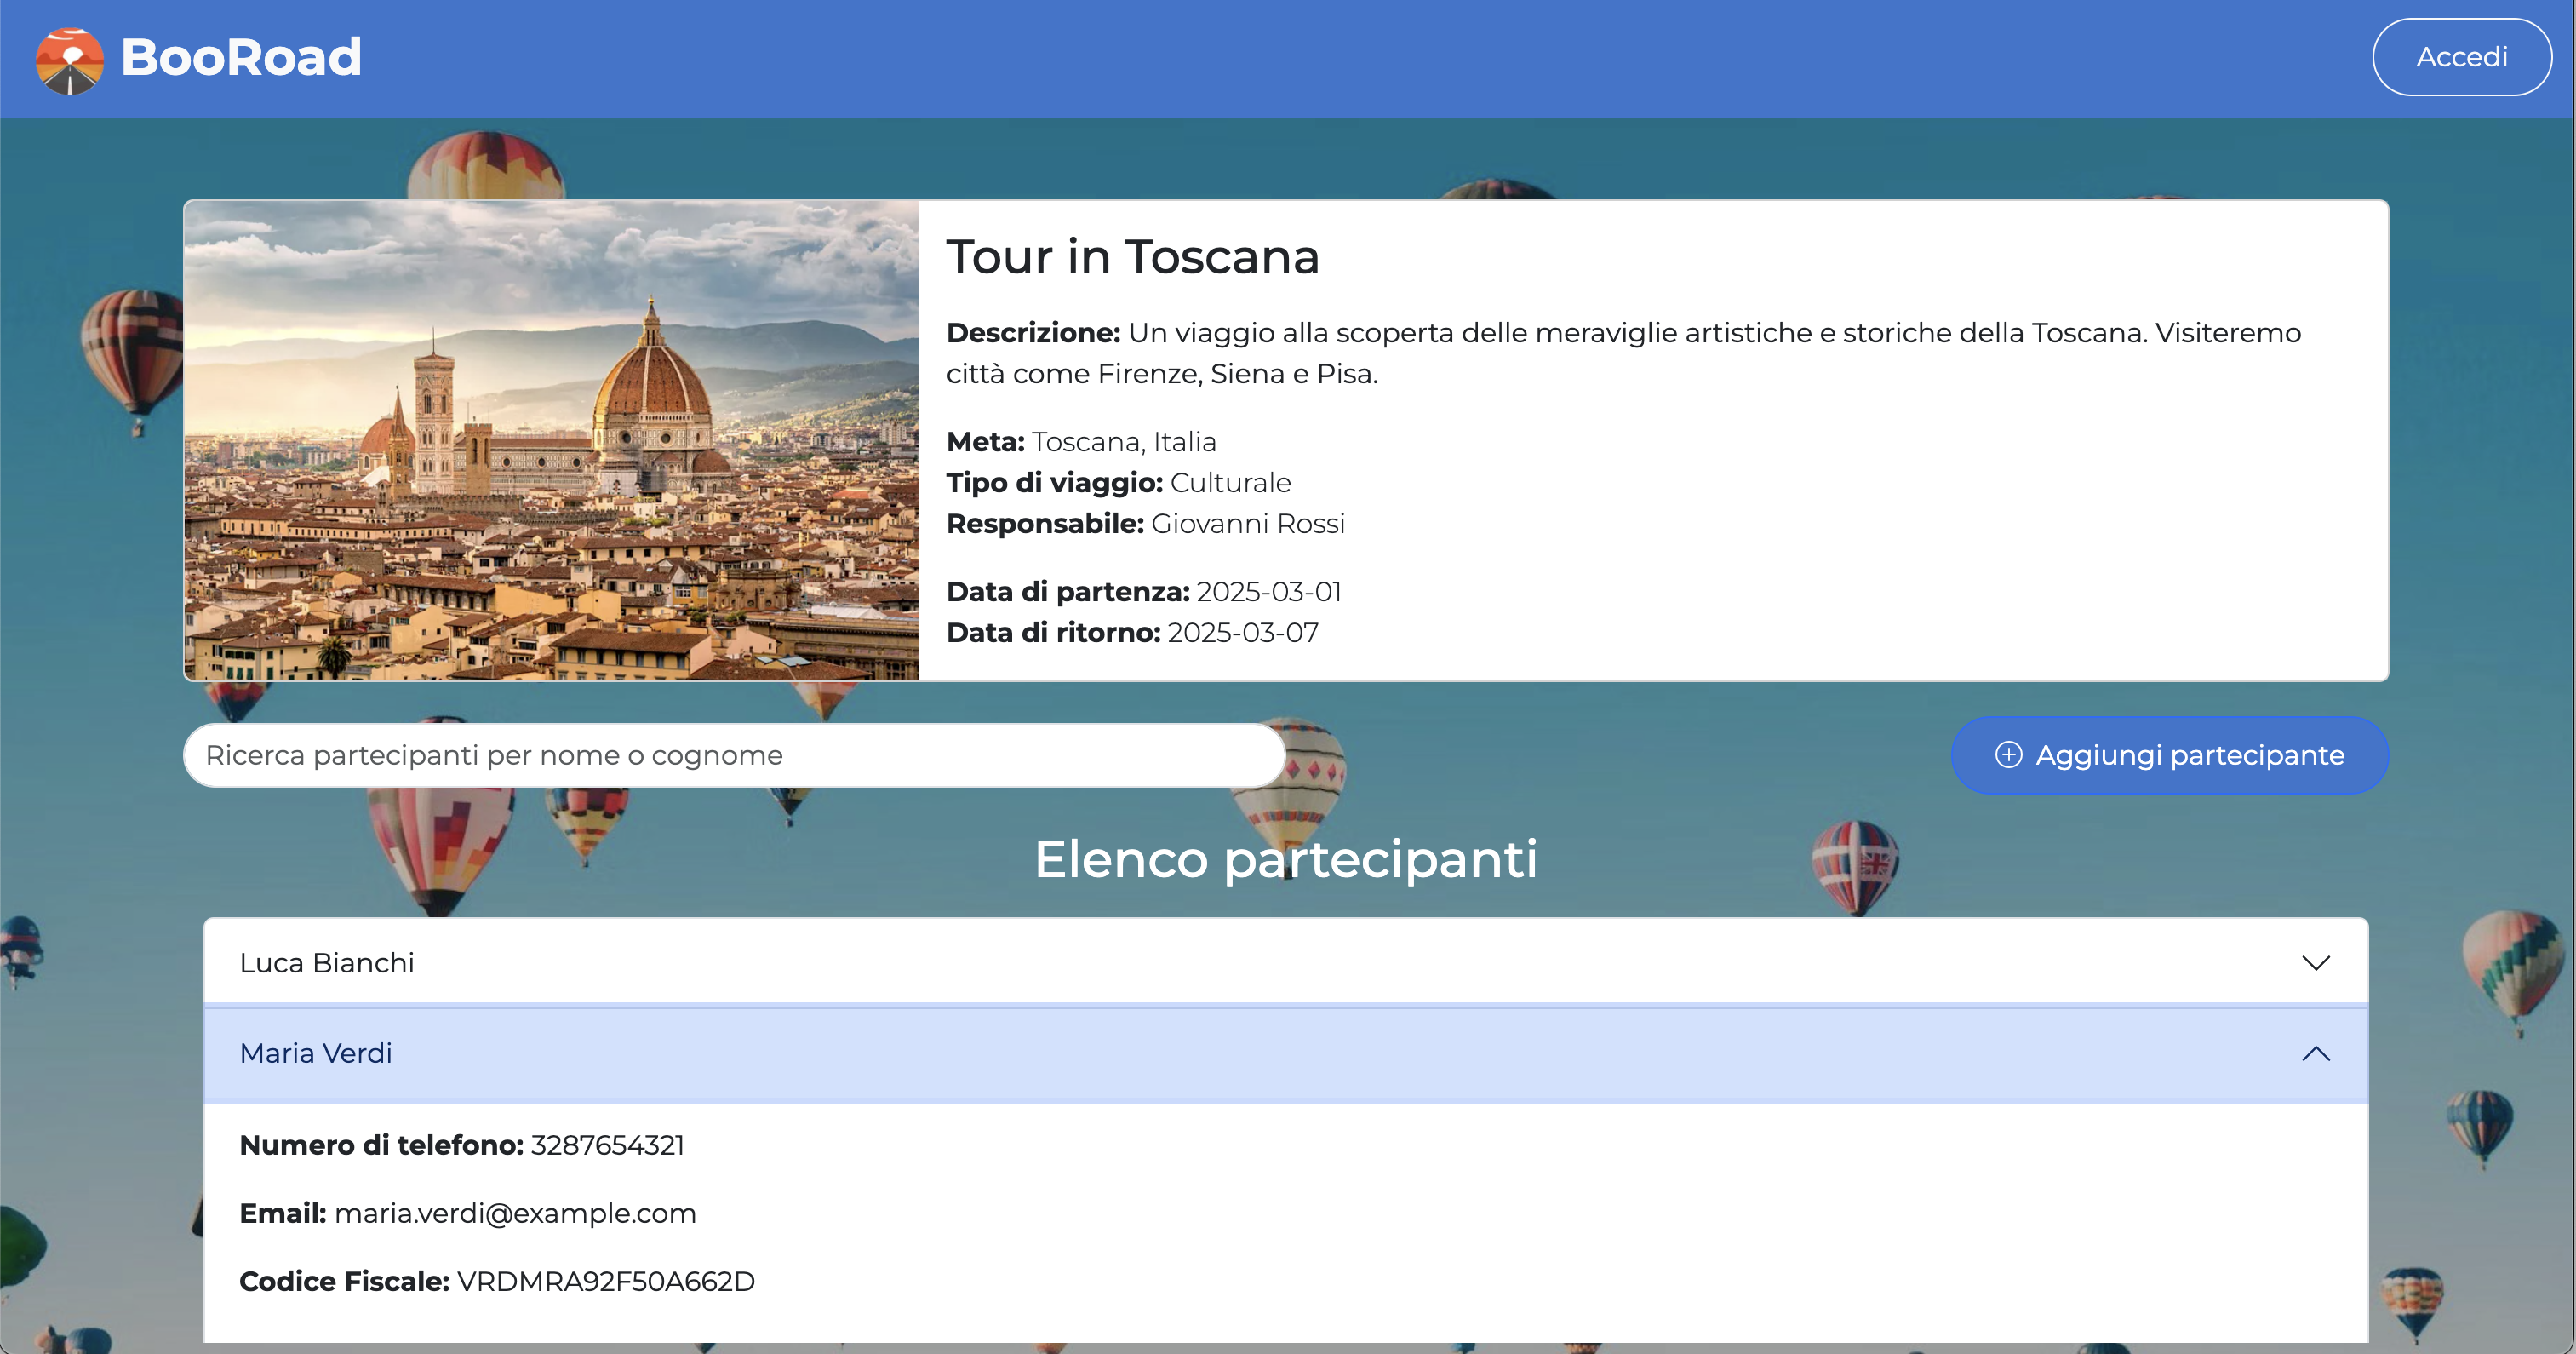 BooRoad
Accedi
Tour in Toscana
Descrizione: Un viaggio alla scoperta delle meraviglie artistiche e storiche della Toscana. Visiteremo
città come Firenze, Siena e Pisa.
Meta: Toscana, Italia
Tipo di viaggio: Culturale
Responsabile: Giovanni Rossi
Data di partenza: 2025-03-01
Data di ritorno: 2025-03-07
Ricerca partecipanti per nome o cognome
Aggiungi partecipante
Elenco partecipanti
Luca Bianchi
Maria Verdi
Numero di telefono: 3287654321
Email: maria.verdi@example.com
Codice Fiscale: VRDMRA92F50A662D